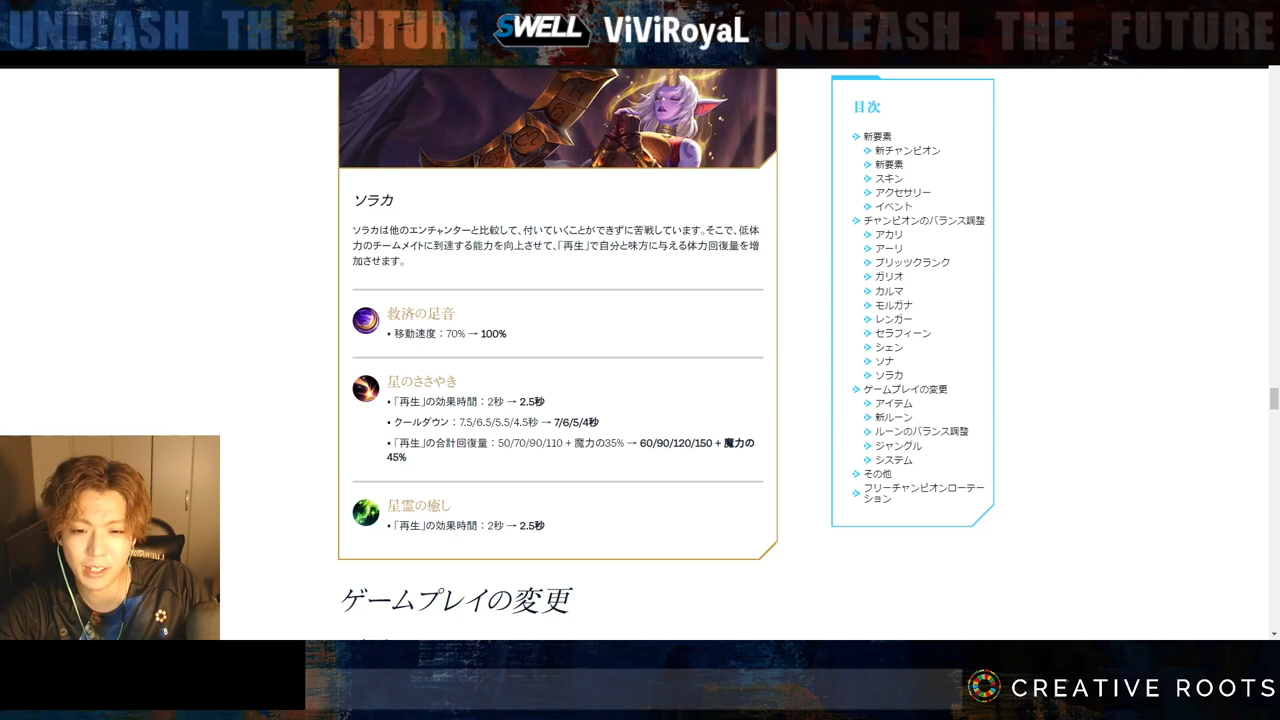 UNLEASH THE FUTURE
SWELL ViViRoyaL
UNLEASH THE FUTURE
ソラカ
ソラカは他のエンチャンターと比較して、付いていくことができずに苦戦しています。そこで、低体
力のチームメイトに到達する能力を向上させて、「再生」で自分と味方に与える体力回復量を増
加させます。
救済の足音
• 移動速度：70% → 100%
星のささやき
• 「再生」の効果時間：2秒 → 2.5秒
• クールダウン：7.5/6.5/5.5/4.5秒 → 7/6/5/4秒
• 「再生」の合計回復量：50/70/90/110 + 魔力の35% → 60/90/120/150 + 魔力の
45%
星霊の癒し
• 「再生」の効果時間：2秒 → 2.5秒
ゲームプレイの変更
目次
新要素
新チャンピオン
新要素
スキン
アクセサリー
イベント
チャンピオンのバランス調整
アカリ
アーリ
ブリッツクランク
ガリオ
カルマ
モルガナ
レンガー
セラフィーン
シェン
ソナ
ソラカ
ゲームプレイの変更
アイテム
新ルーン
ルーンのバランス調整
ジャングル
システム
その他
フリーチャンピオンローテー
ション
CREATIVE ROOTS